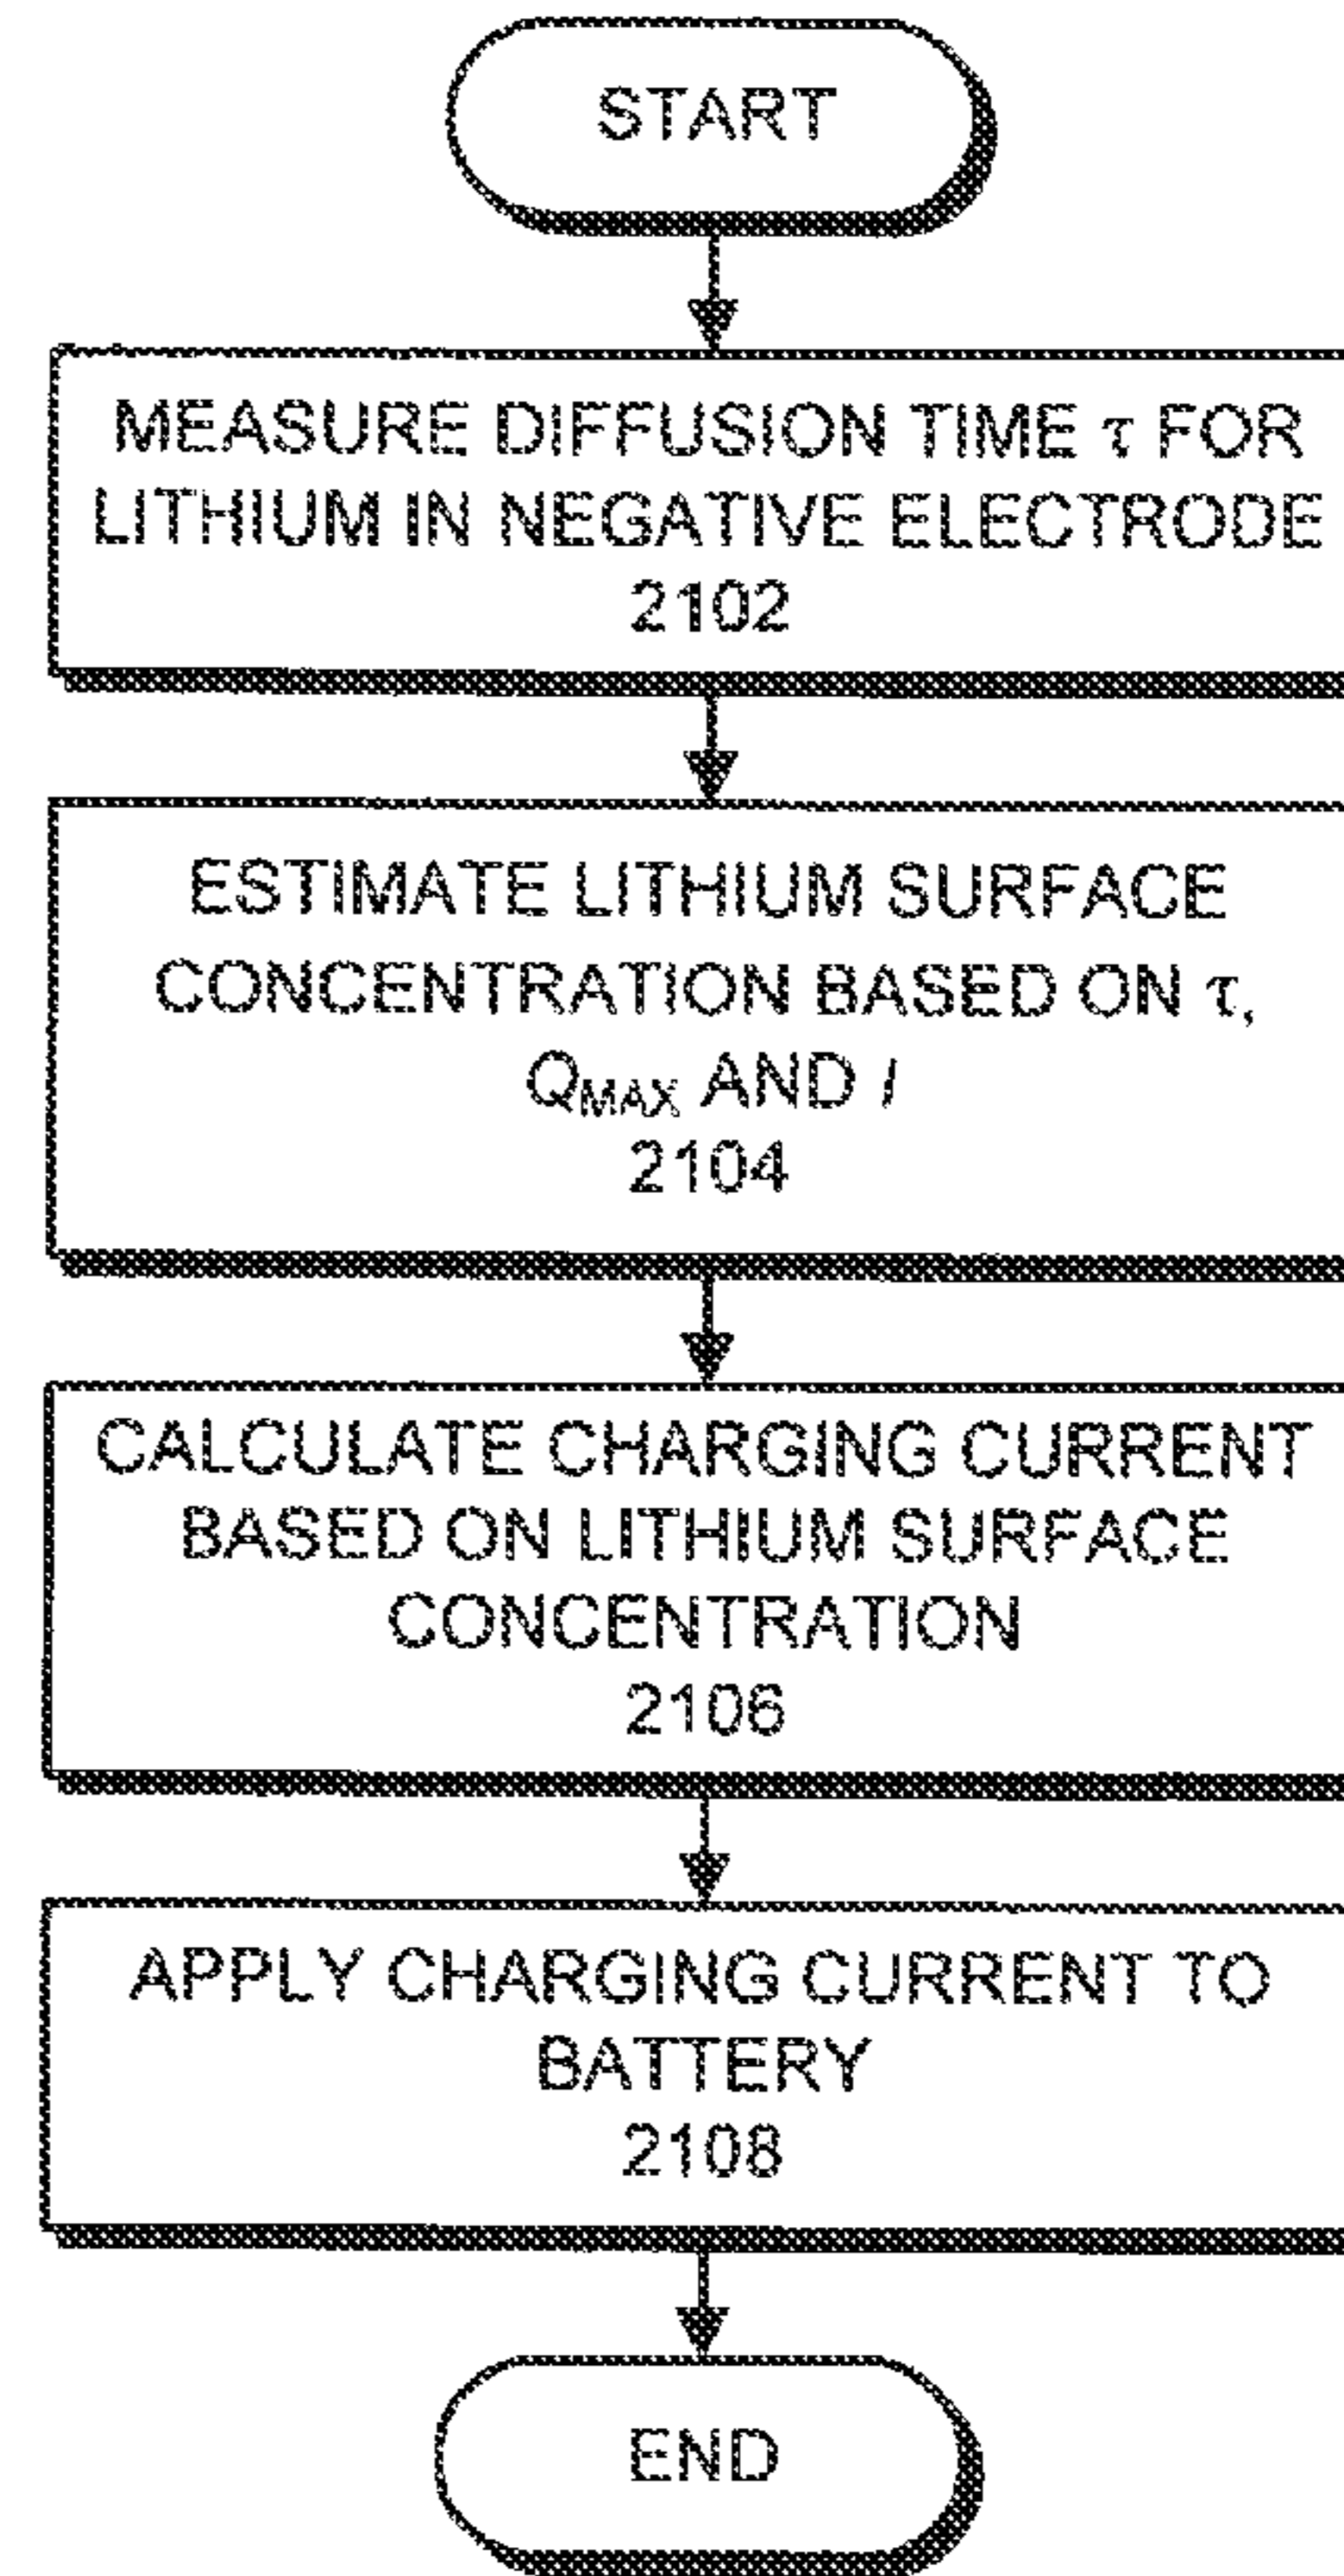 START
MEASURE DIFFUSION TIME τ FOR
LITHIUM IN NEGATIVE ELECTRODE
2102
ESTIMATE LITHIUM SURFACE
CONCENTRATION BASED ON τ,
QMAX AND I
2104
CALCULATE CHARGING CURRENT
BASED ON LITHIUM SURFACE
CONCENTRATION
2106
APPLY CHARGING CURRENT TO
BATTERY
2108
END